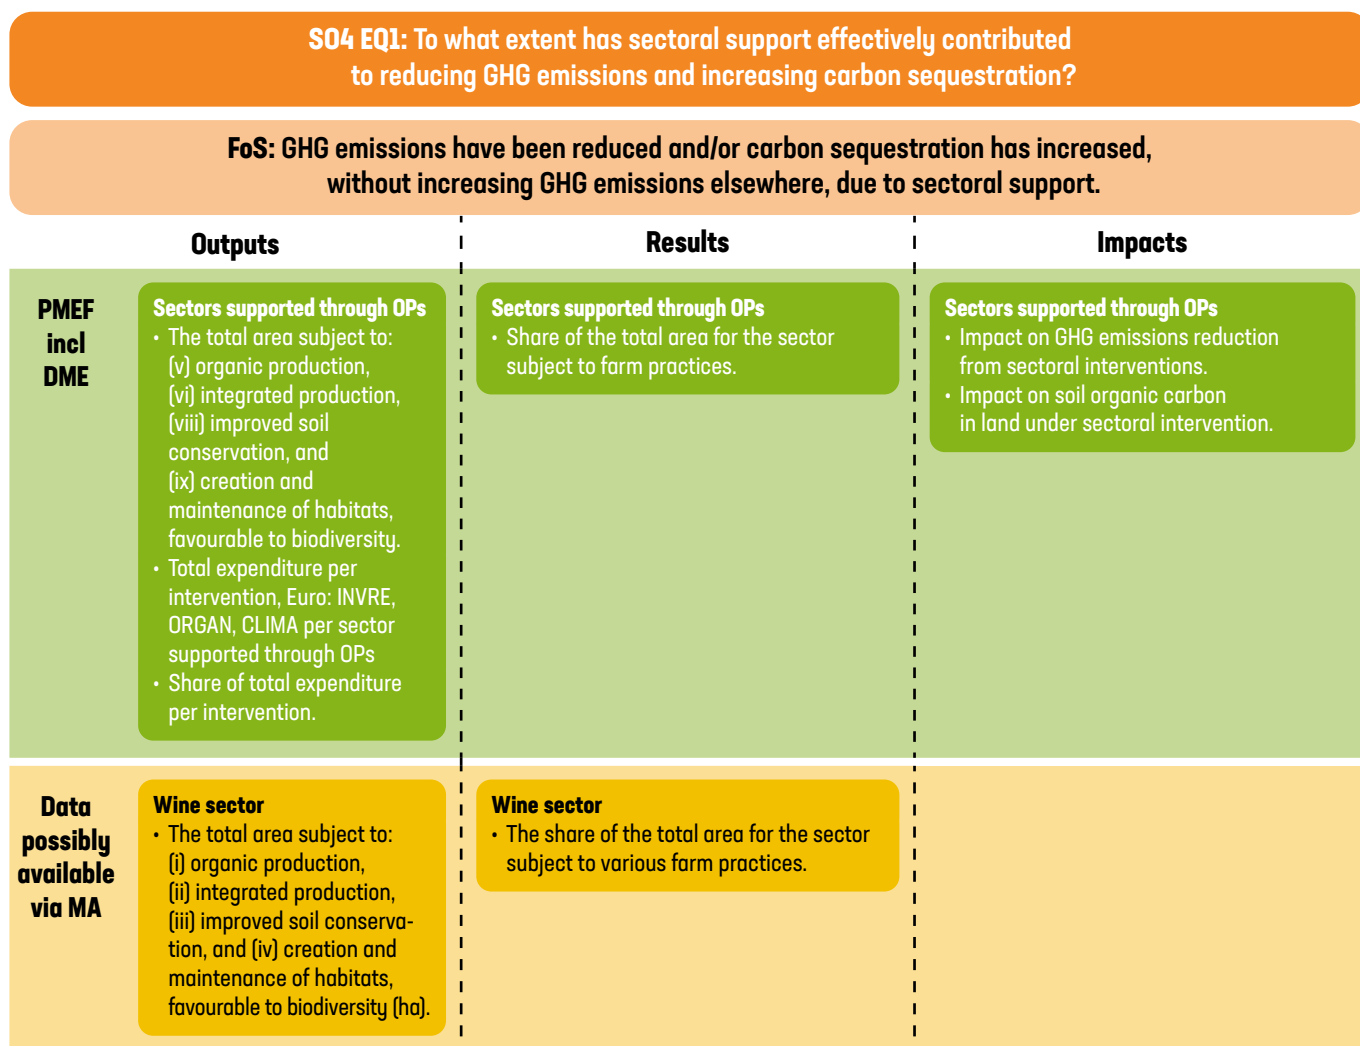 SO4 EQ1: To what extent has sectoral support effectively contributed
to reducing GHG emissions and increasing carbon sequestration?
FoS: GHG emissions have been reduced and/or carbon sequestration has increased,
without increasing GHG emissions elsewhere, due to sectoral support.
Outputs
Results
Impacts
PMEF
incl
DME
Sectors supported through OPs
• The total area subject to:
(v) organic production,
(vi) integrated production,
(viii) improved soil
conservation, and
(ix) creation and
maintenance of habitats,
favourable to biodiversity.
• Total expenditure per
intervention, Euro: INVRE,
ORGAN, CLIMA per sector
supported through OPs
• Share of total expenditure
per intervention.
Sectors supported through OPs
• Share of the total area for the sector
subject to farm practices.
Sectors supported through OPs
• Impact on GHG emissions reduction
from sectoral interventions.
• Impact on soil organic carbon
in land under sectoral intervention.
Data
possibly
available
via MA
Wine sector
• The total area subject to:
(i) organic production,
(ii) integrated production,
(iii) improved soil conserva-
tion, and (iv) creation and
maintenance of habitats,
favourable to biodiversity (ha).
Wine sector
• The share of the total area for the sector
subject to various farm practices.